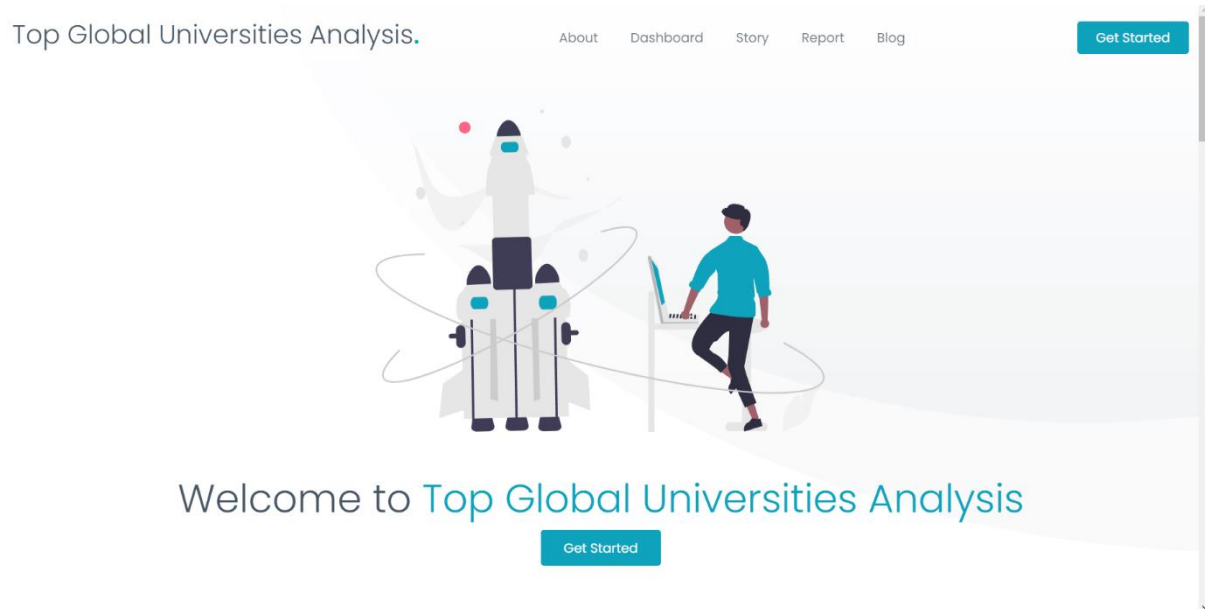 Top Global Universities Analysis.
About Dashboard Story Report Blog
Get Started
Welcome to Top Global Universities Analysis
Get Started